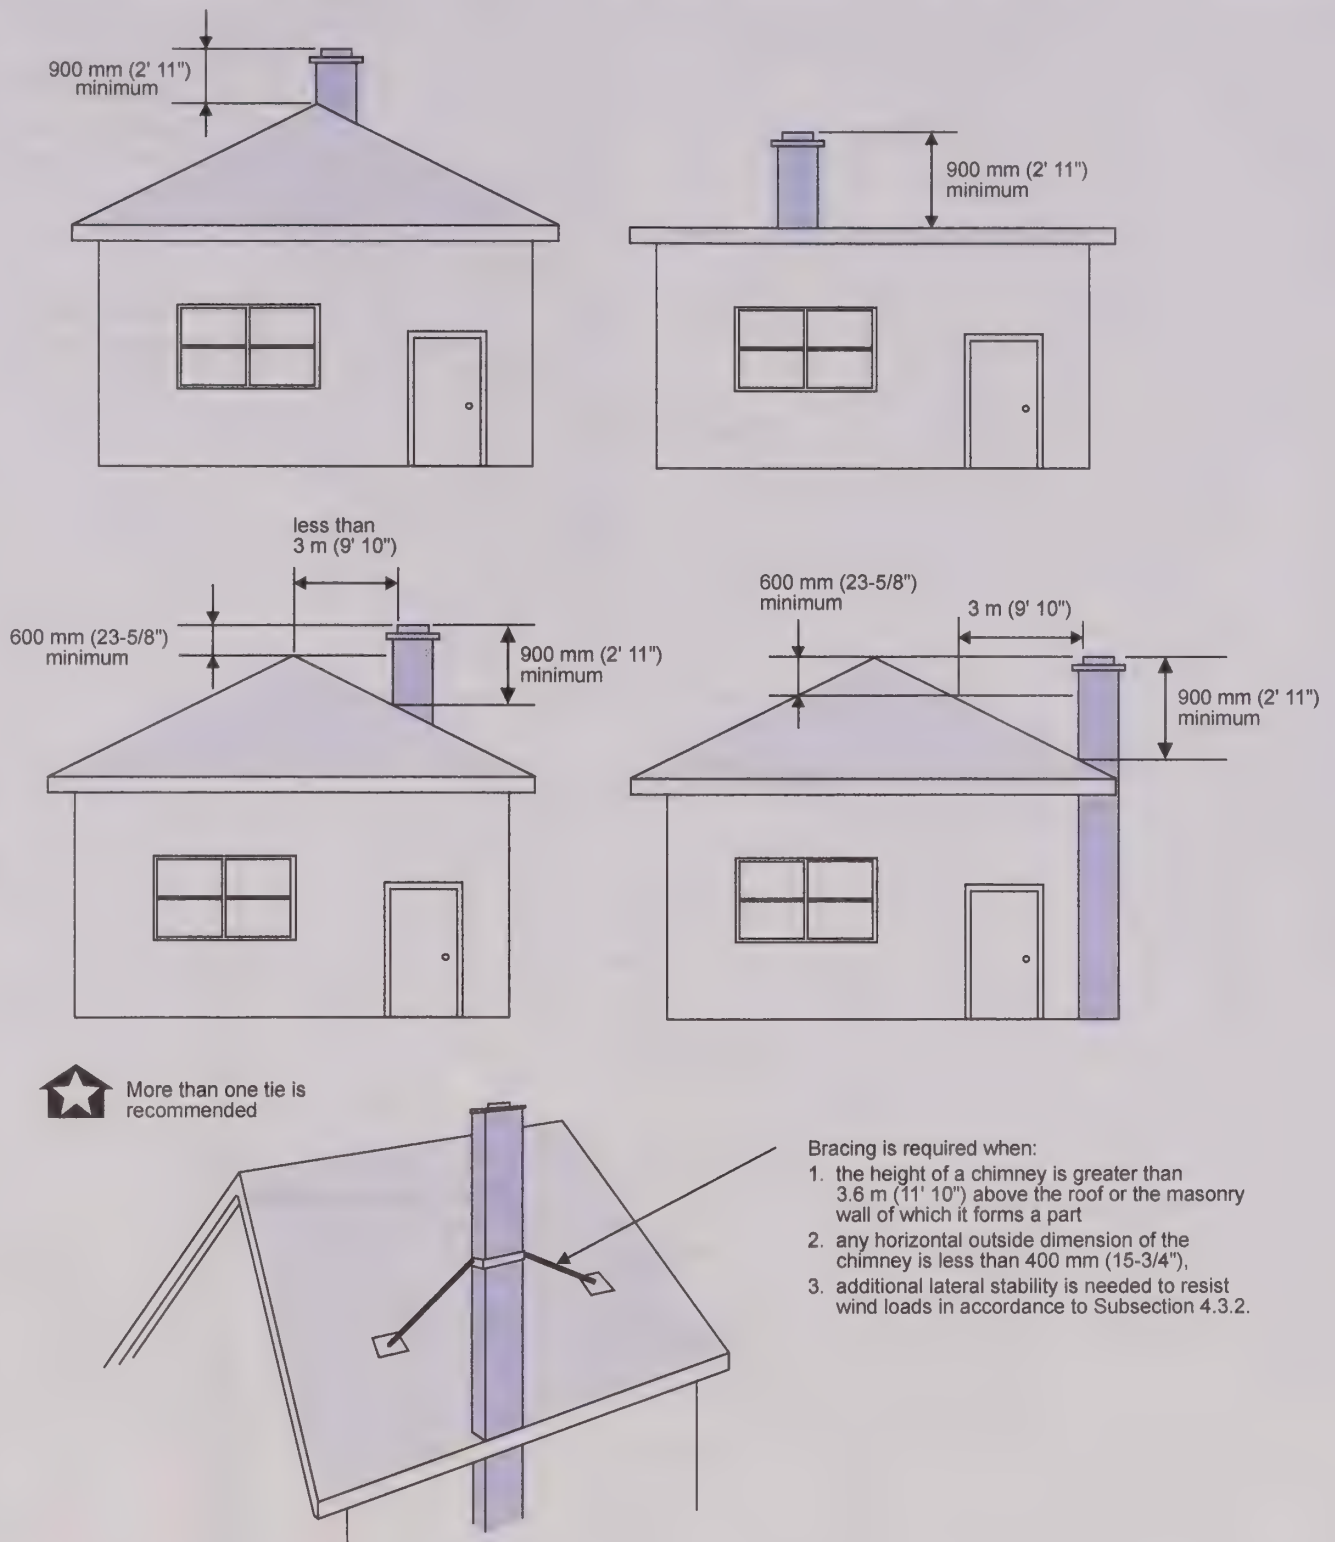 900 mm (2' 11")
minimum
900 mm (2' 11")
minimum
less than
3 m (9' 10")
600 mm (23-5/8")
minimum
900 mm (2' 11")
minimum
600 mm (23-5/8")
minimum
3 m (9' 10")
900 mm (2' 11")
minimum
More than one tie is
recommended
Bracing is required when:
1. the height of a chimney is greater than
3.6 m (11' 10") above the roof or the masonry
wall of which it forms a part
2. any horizontal outside dimension of the
chimney is less than 400 mm (15-3/4"),
3. additional lateral stability is needed to resist
wind loads in accordance to Subsection 4.3.2.